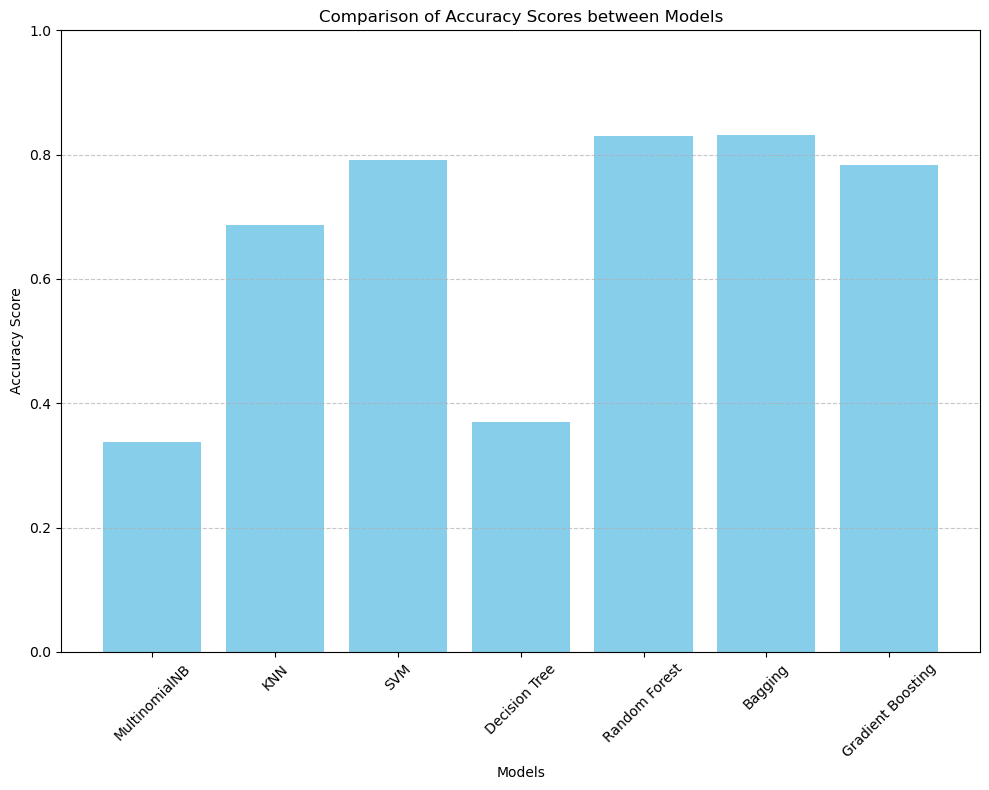 Comparison of Accuracy Scores between Models
1.0
0.8
0.6
0.4
0.2
0.0
Accuracy Score
MultinomialNB
KNN
SVM
Decision Tree
Random Forest
Bagging
Gradient Boosting
Models